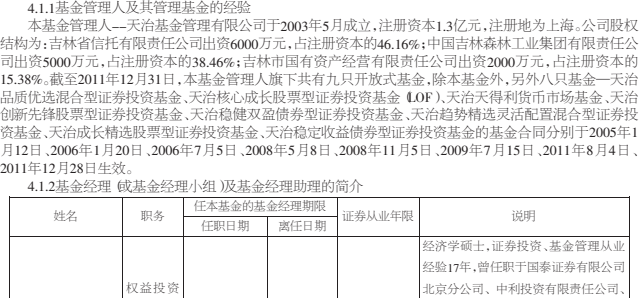 4.1.1基金管理人及其管理基金的经验
本基金管理人--天治基金管理有限公司于2003年5月成立,注册资本1.3亿元,注册地为上海。公司股权
结构为:吉林省信托有限责任公司出资6000万元,占注册资本的46.16%;中国吉林森林工业集团有限责任公
司出资5000万元,占注册资本的38.46%;吉林市国有资产经营有限责任公司出资2000万元,占注册资本的
15.38%。截至2011年12月31日,本基金管理人旗下共有九只开放式基金,除本基金外,另外八只基金—天治
品质优选混合型证券投资基金、天治核心成长股票型证券投资基金(LOF)、天治天得利货币市场基金、天治
创新先锋股票型证券投资基金、天治稳健双盈债券型证券投资基金、天治趋势精选灵活配置混合型证券投
资基金、天治成长精选股票型证券投资基金、天治稳定收益债券型证券投资基金的基金合同分别于2005年1
月12日、2006年1月20日、2006年7月5日、2008年5月8日、2008年11月5日、2009年7月15日、2011年8月4日、
2011年12月28日生效。
4.1.2基金经理(或基金经理小组)及基金经理助理的简介
姓名 职务 任本基金的基金经理期限 证券从业年限 说明
任职日期 离任日期
经济学硕士,证券投资、基金管理从业
经验17年,曾任职于国泰证券有限公司
权益投资 北京分公司、中利投资有限责任公司、